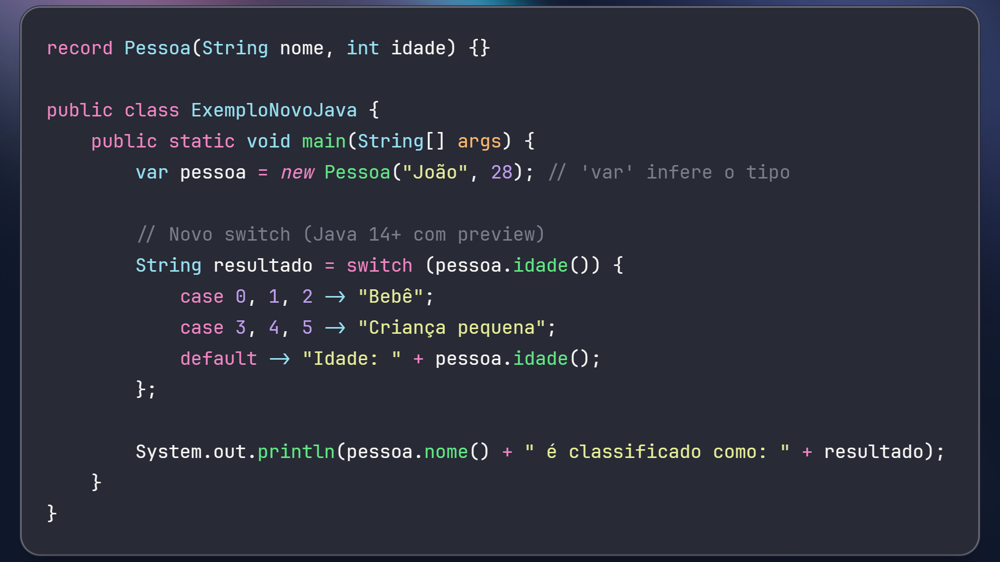 record Pessoa(String nome, int idade) {}
public class ExemploNovoJava {
    public static void main(String[] args) {
        var pessoa = new Pessoa("João", 28); // 'var' infere o tipo
        // Novo switch (Java 14+ com preview)
        String resultado = switch (pessoa.idade()) {
            case 0, 1, 2 -> "Bebê";
            case 3, 4, 5 -> "Criança pequena";
            default -> "Idade: " + pessoa.idade();
        };
        System.out.println(pessoa.nome() + " é classificado como: " + resultado);
    }
}